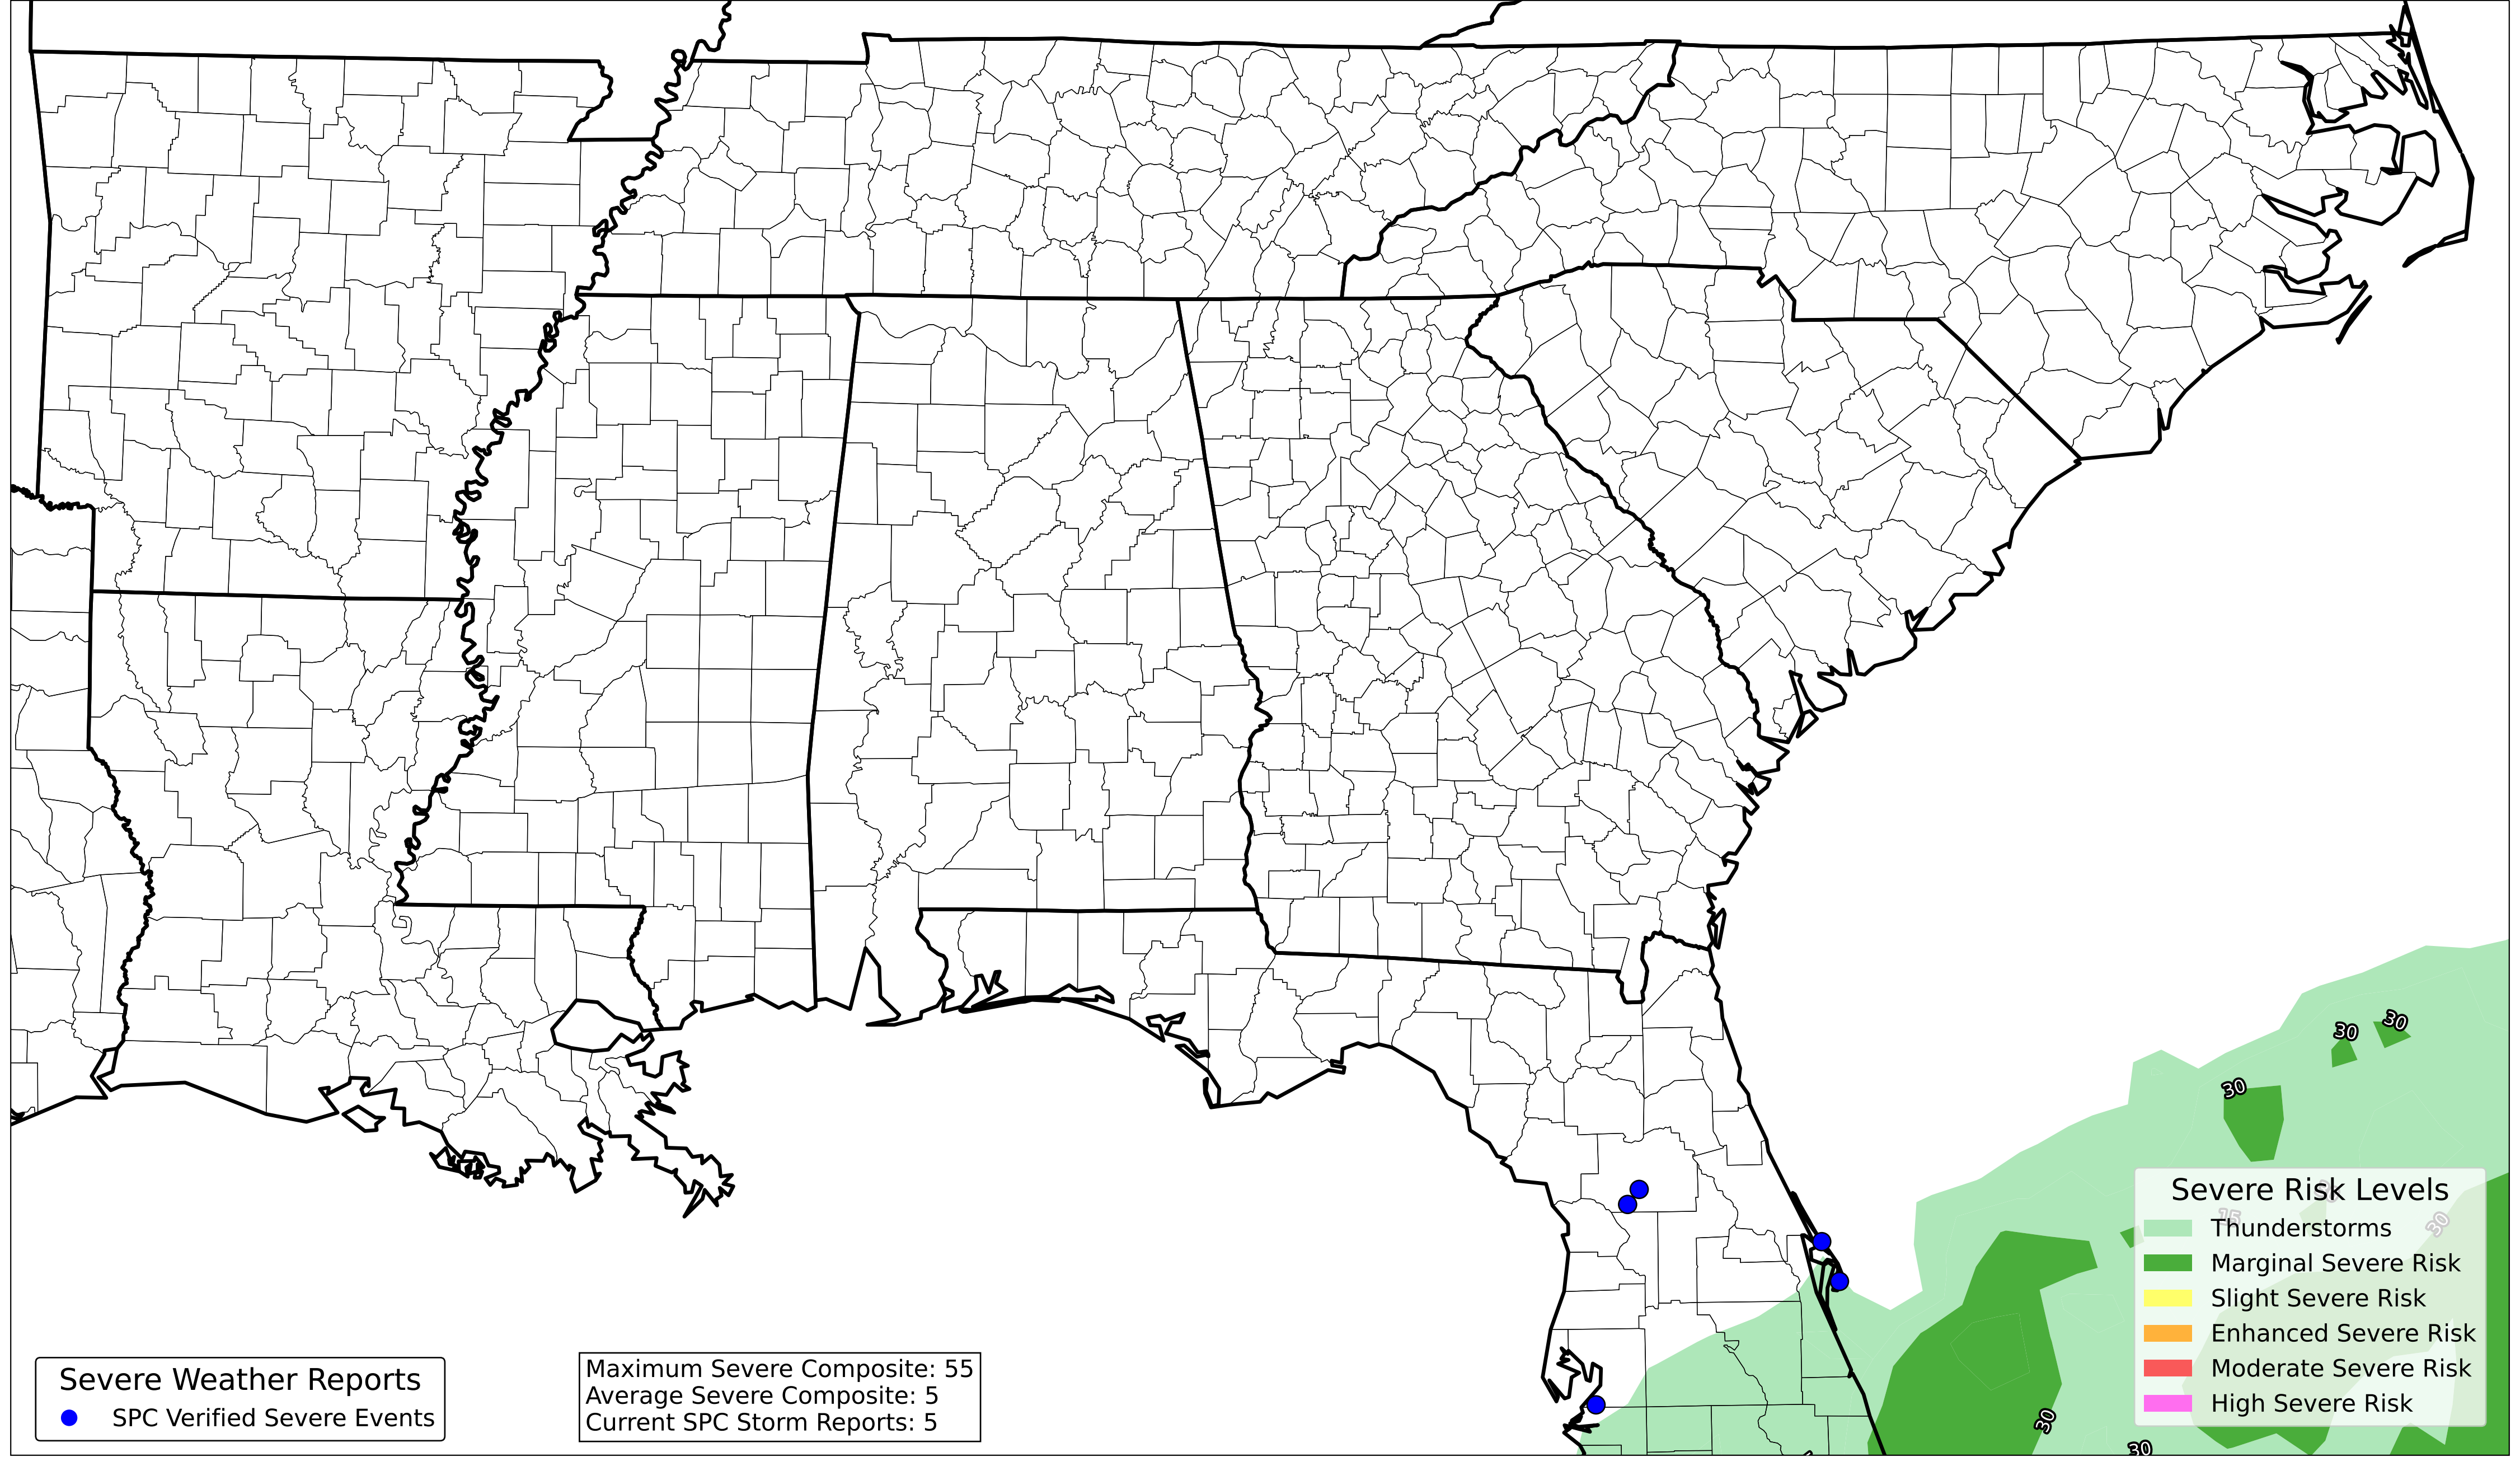 30
30
30
Severe Risk Levels
Thunderstorms
Marginal Severe Risk
Slight Severe Risk
Enhanced Severe Risk
Moderate Severe Risk
High Severe Risk
15
30
Severe Weather Reports
SPC Verified Severe Events
Maximum Severe Composite: 55
Average Severe Composite: 5
Current SPC Storm Reports: 5
30
30